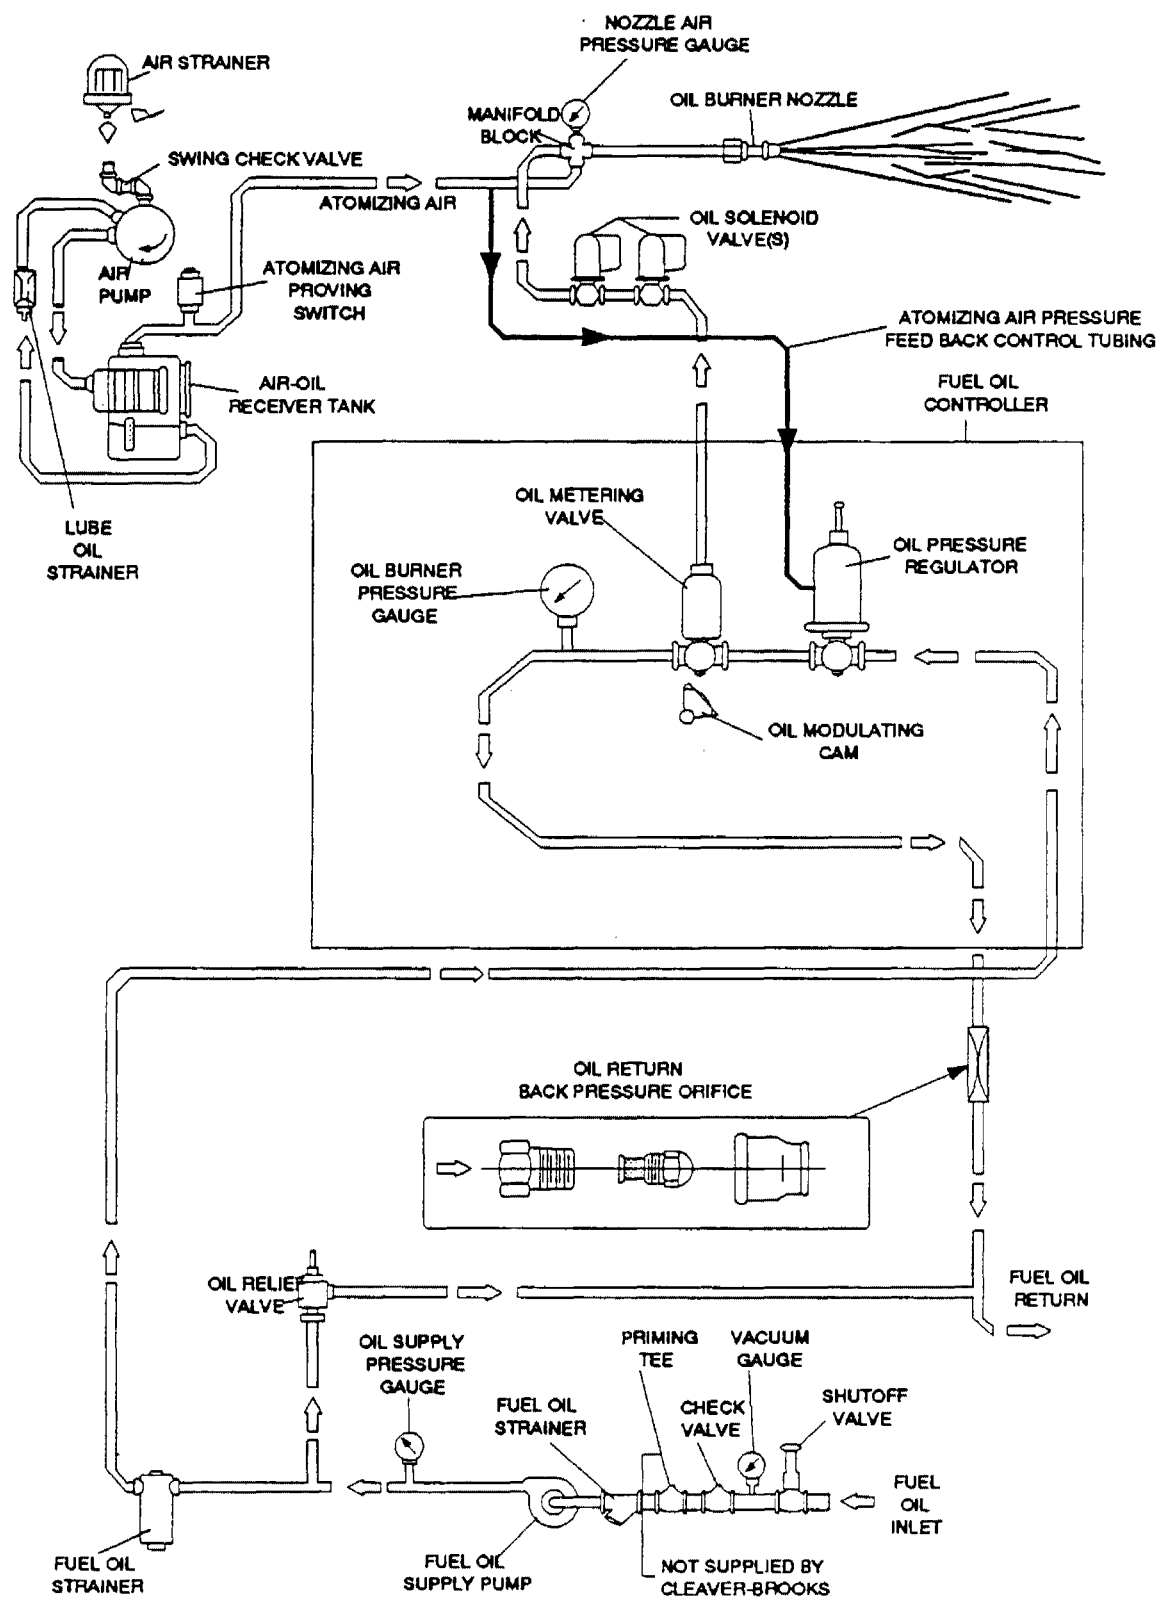 NOZZLE AIR
PRESSURE GAUGE
AIR STRAINER
OIL BURNER NOZZLE
MANIFOLD
BLOCK
SWING CHECK VALVE
ATOMIZING AIR
OIL SOLENOID
VALVE(S)
AIR
PUMP
ATOMIZING AIR
PROVING
SWITCH
ATOMIZING AIR PRESSURE
FEED BACK CONTROL TUBING
AIR-OIL
RECEIVER TANK
FUEL OIL
CONTROLLER
LUBE
OIL
STRAINER
OIL METERING
VALVE
OIL PRESSURE
REGULATOR
OIL BURNER
PRESSURE
GAUGE
OIL MODULATING
CAM
OIL RETURN
BACK PRESSURE ORIFICE
OIL RELIEF
VALVE
FUEL OIL
RETURN
OIL SUPPLY
PRESSURE
GAUGE
PRIMING
TEE
VACUUM
GAUGE
FUEL OIL
STRAINER
CHECK
VALVE
SHUTOFF
VALVE
FUEL
OIL
INLET
FUEL OIL
STRAINER
FUEL OIL
SUPPLY PUMP
NOT SUPPLIED BY
CLEAVER-BROOKS